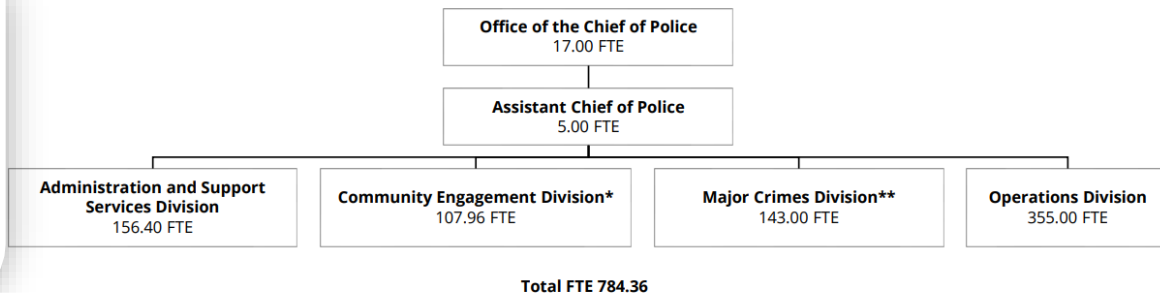 Office of the Chief of Police
17.00 FTE
Assistant Chief of Police
5.00 FTE
Administration and Support
Services Division
156.40 FTE
Community Engagement Division*
107.96 FTE
Major Crimes Division**
143.00 FTE
Operations Division
355.00 FTE
Total FTE 784.36